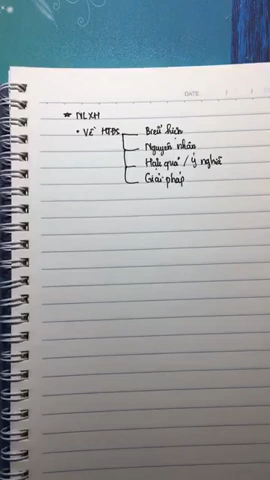 DATE: / /
* NLXH
• Về HTĐS Biểu hiện
Nguyên nhân
Hậu quả / Ý nghĩa
Giải pháp